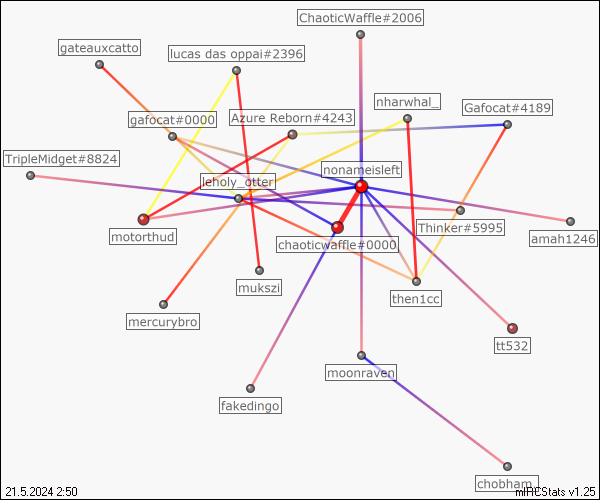 ChaoticWaffle#2006
gateauxcatto
lucas das oppai#2396
nharwhal_
Gafocat#4189
gafocat#0000
Azure Reborn#4243
TripleMidget#8824
nonameisleft
leholy_otter
Thinker#5995
motorthud
chaoticwaffle#0000
amah1246
mukszi
then1cc
mercurybro
tt532
moonraven
fakedingo
chobham_
21.5.2024 2:50
mIRCStats v1.25